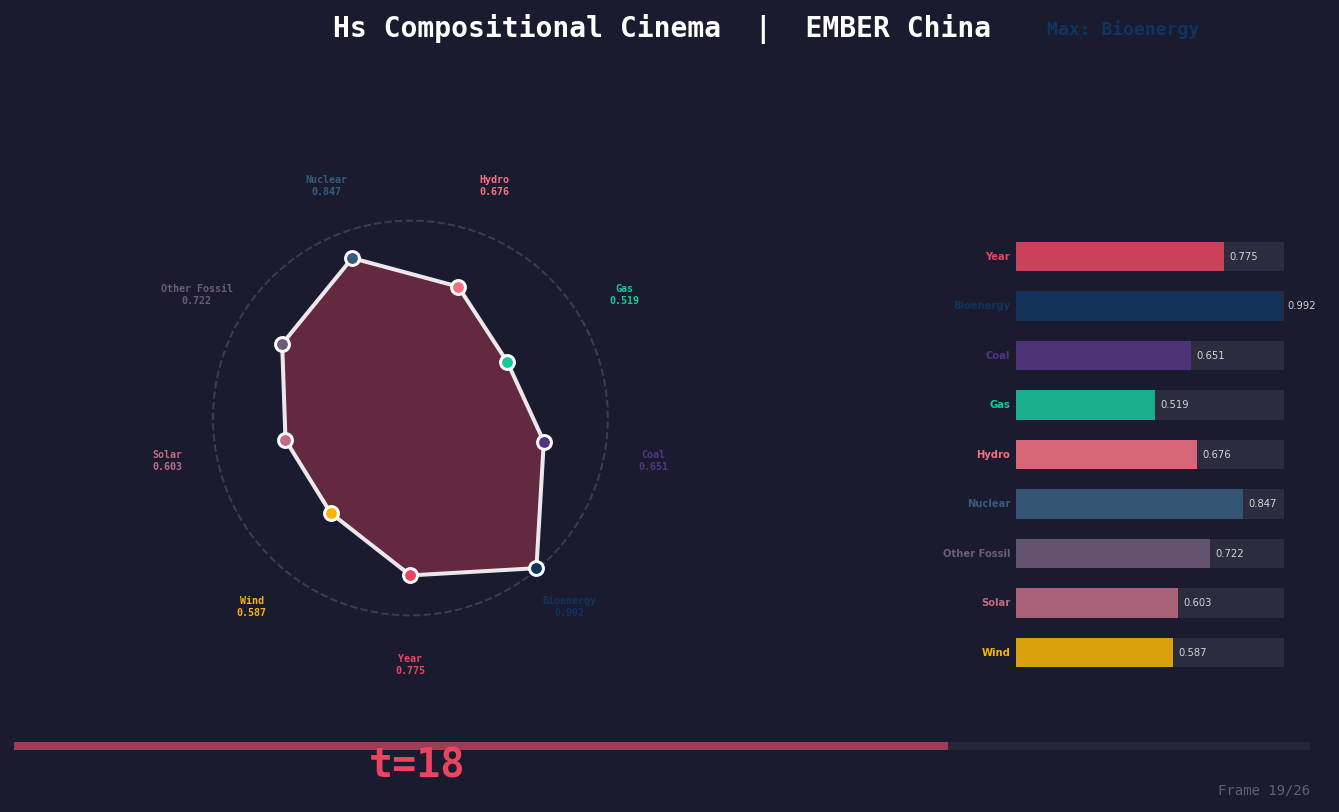 Hs Compositional Cinema | EMBER China
Max: Bioenergy
Nuclear
0.847
Hydro
0.676
Other Fossil
0.722
Gas
0.519
Solar
0.603
Coal
0.651
Wind
0.587
Bioenergy
0.992
Year
0.775
Year 0.775
Bioenergy 0.992
Coal 0.651
Gas 0.519
Hydro 0.676
Nuclear 0.847
Other Fossil 0.722
Solar 0.603
Wind 0.587
t=18
Frame 19/26